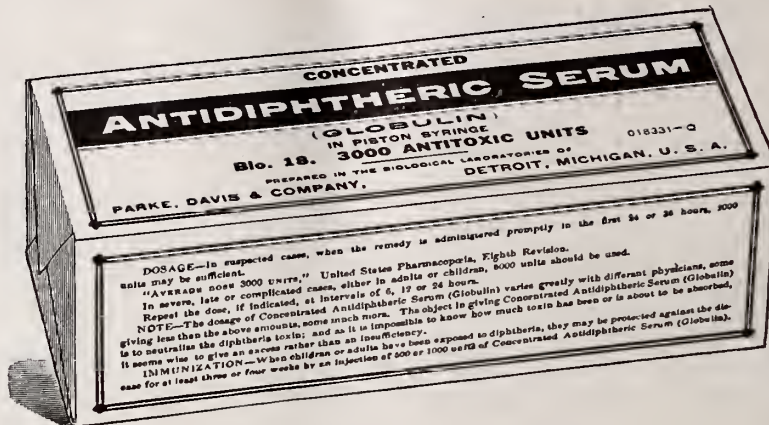 CONCENTRATED
ANTIDIPHTHERIC SERUM
(GLOBULIN)
IN PISTON SYRINGE
Bio. 18. 3000 ANTITOXIC UNITS 018331-Q
PREPARED IN THE BIOLOGICAL LABORATORIES OF
PARKE, DAVIS & COMPANY, DETROIT, MICHIGAN, U. S. A.
DOSAGE—In suspected cases, when the remedy is administered promptly in the first 24 or 36 hours, 3000
units may be sufficient.
"AVERAGE DOSE 3000 UNITS," United States Pharmacopœia, Eighth Revision.
In severe, late or complicated cases, either in adults or children, 6000 units should be used.
Repeat the dose, if indicated, at intervals of 6, 12 or 24 hours.
NOTE—The dosage of Concentrated Antidiphtheric Serum (Globulin) varies greatly with different physicians, some
giving less than the above amounts, some much more. The object in giving Concentrated Antidiphtheric Serum (Globulin)
is to neutralize the diphtheria toxin; and as it is impossible to know how much toxin has been or is about to be absorbed,
it seems wise to give an excess rather than an insufficiency.
IMMUNIZATION—When children or adults have been exposed to diphtheria, they may be protected against the dis-
ease for at least three or four weeks by an injection of 500 or 1000 units of Concentrated Antidiphtheric Serum (Globulin).